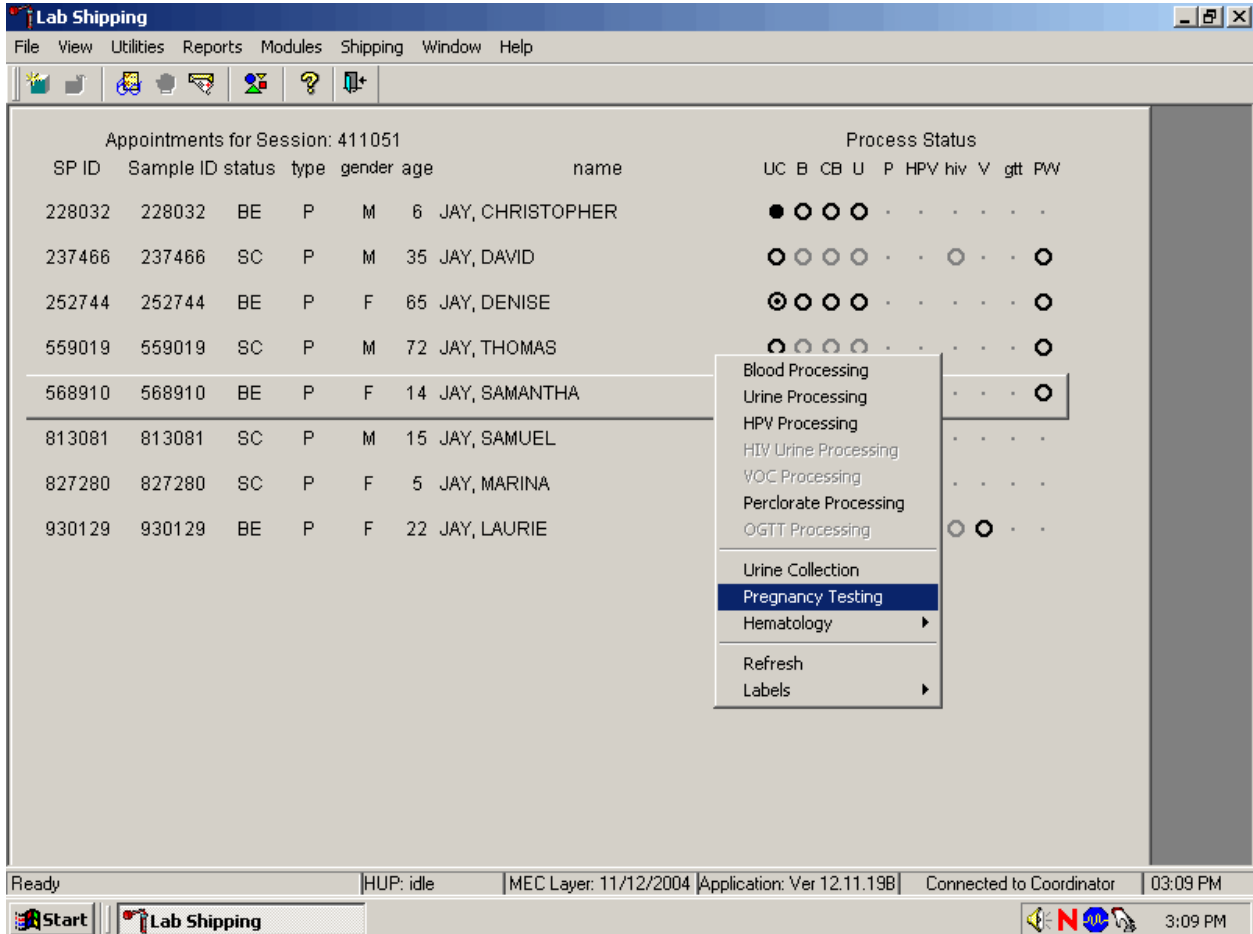 Lab Shipping
File View Utilities Reports Modules Shipping Window Help
Appointments for Session: 411051 Process Status
SP ID Sample ID status type gender age name UC B CB U P HPV hiv V gtt PW
228032 228032 BE P M 6 JAY, CHRISTOPHER
237466 237466 SC P M 35 JAY, DAVID
252744 252744 BE P F 65 JAY, DENISE
559019 559019 SC P M 72 JAY, THOMAS
568910 568910 BE P F 14 JAY, SAMANTHA
813081 813081 SC P M 15 JAY, SAMUEL
827280 827280 SC P F 5 JAY, MARINA
930129 930129 BE P F 22 JAY, LAURIE
Blood Processing
Urine Processing
HPV Processing
HIV Urine Processing
VOC Processing
Perclorate Processing
OGTT Processing
Urine Collection
Pregnancy Testing
Hematology
Refresh
Labels
Ready HUP: idle MEC Layer: 11/12/2004 Application: Ver 12.11.19B Connected to Coordinator 03:09 PM
Start Lab Shipping N 3:09 PM